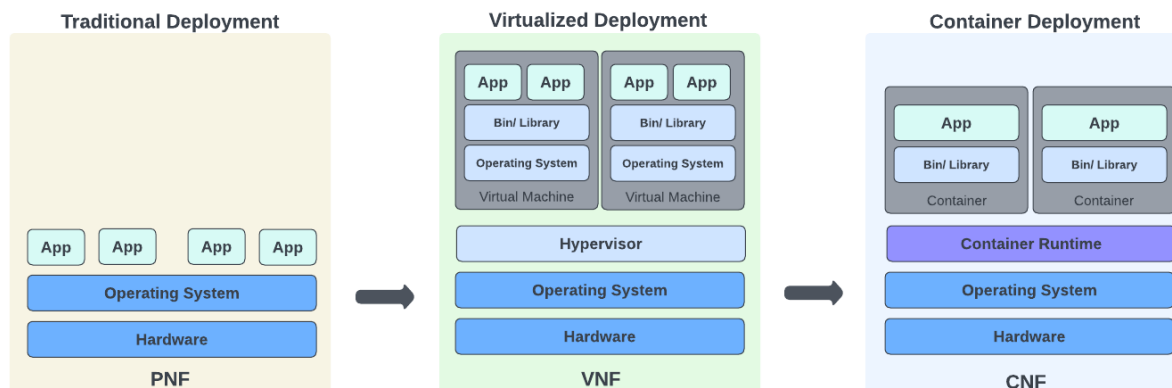 Traditional Deployment
App
App
App
App
Operating System
Hardware
PNF
Virtualized Deployment
App
App
Bin/ Library
Operating System
Virtual Machine
App
App
Bin/ Library
Operating System
Virtual Machine
Hypervisor
Operating System
Hardware
VNF
Container Deployment
App
Bin/ Library
Container
App
Bin/ Library
Container
Container Runtime
Operating System
Hardware
CNF